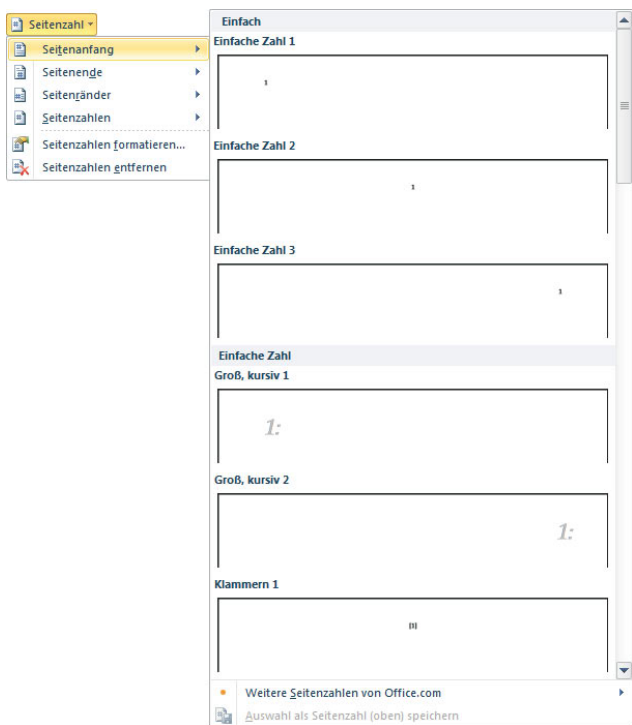 Seitenzahl
Seitenanfang
Seitenende
Seitenränder
Seitenzahlen
Seitenzahlen formatieren...
Seitenzahlen entfernen
Einfach
Einfache Zahl 1
1
Einfache Zahl 2
1
Einfache Zahl 3
1
Einfache Zahl
Groß, kursiv 1
1:
Groß, kursiv 2
1:
Klammern 1
[1]
Weitere Seitenzahlen von Office.com
Auswahl als Seitenzahl (oben) speichern